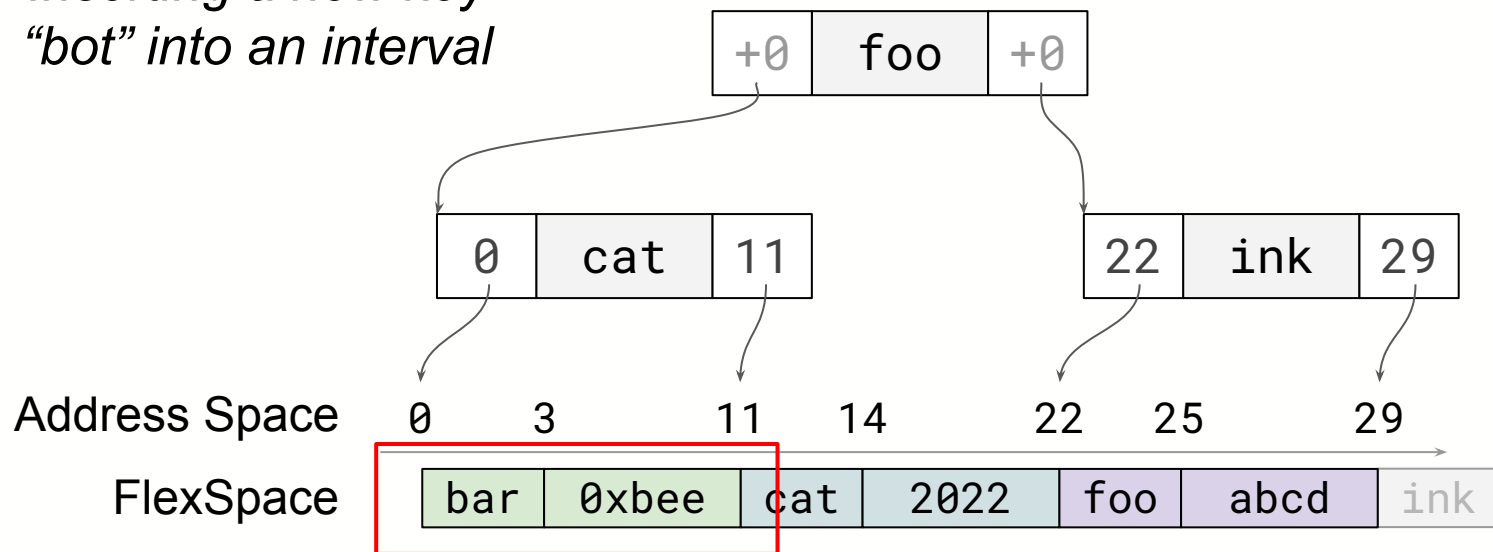 “bot” into an interval
+0 foo +0
0 cat 11
22 ink 29
Address Space 0 3 11 14 22 25 29
FlexSpace bar 0xbee cat 2022 foo abcd ink